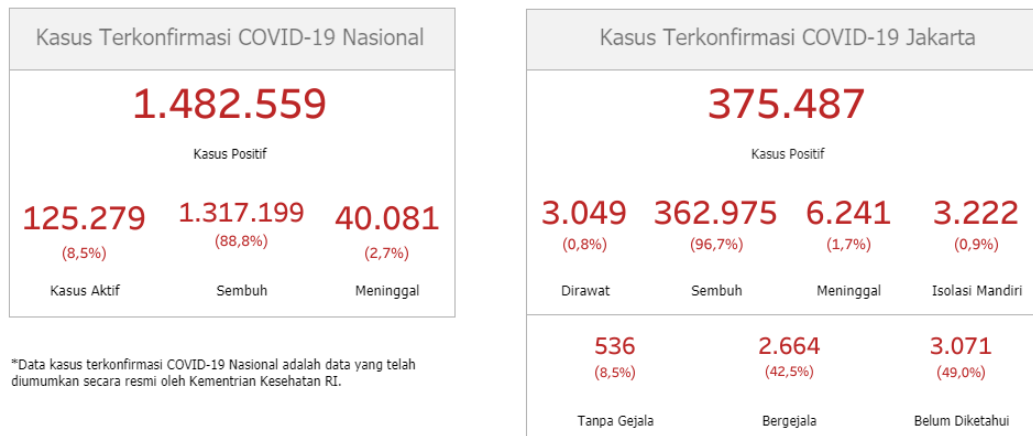 Kasus Terkonfirmasi COVID-19 Nasional
1.482.559
Kasus Positif
125.279 1.317.199 40.081
(8,5%) (88,8%) (2,7%)
Kasus Aktif Sembuh Meninggal
*Data kasus terkonfirmasi COVID-19 Nasional adalah data yang telah
diumumkan secara resmi oleh Kementrian Kesehatan RI.
Kasus Terkonfirmasi COVID-19 Jakarta
375.487
Kasus Positif
3.049 362.975 6.241 3.222
(0,8%) (96,7%) (1,7%) (0,9%)
Dirawat Sembuh Meninggal Isolasi Mandiri
536 2.664 3.071
(8,5%) (42,5%) (49,0%)
Tanpa Gejala Bergejala Belum Diketahui